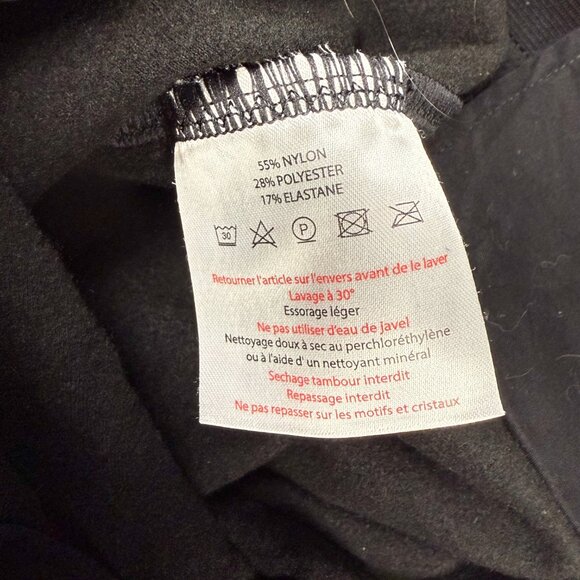 55% NYLON
28% POLYESTER
17% ELASTANE
30 P
Retourner l'article sur l'envers avant de le laver
Lavage à 30°
Essorage léger
Ne pas utiliser d'eau de javel
Nettoyage doux à sec au perchloréthylène
ou à l'aide d' un nettoyant minéral
Sechage tambour interdit
Repassage interdit
Ne pas repasser sur les motifs et cristaux